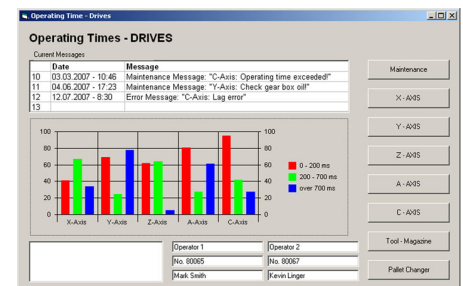 Operating Time - Drives
Operating Times - DRIVES
Current Messages
Date Message
10 03.03.2007 - 10:46 Maintenance Message: "C-Axis: Operating time exceeded!"
11 04.06.2007 - 17:23 Maintenance Message: "Y-Axis: Check gear box oil!"
12 12.07.2007 - 8:30 Error Message: "C-Axis: Lag error"
13
Maintenance
X - AXIS
Y - AXIS
Z - AXIS
A - AXIS
C - AXIS
Tool - Magazine
Pallet Changer
100 100
80 80
60 60
40 40
20 20
0 0
X-Axis Y-Axis Z-Axis A-Axis C-Axis
0 - 200 ms
200 - 700 ms
over 700 ms
Operator 1 Operator 2
No. 80065 No. 80067
Mark Smith Kevin Linger